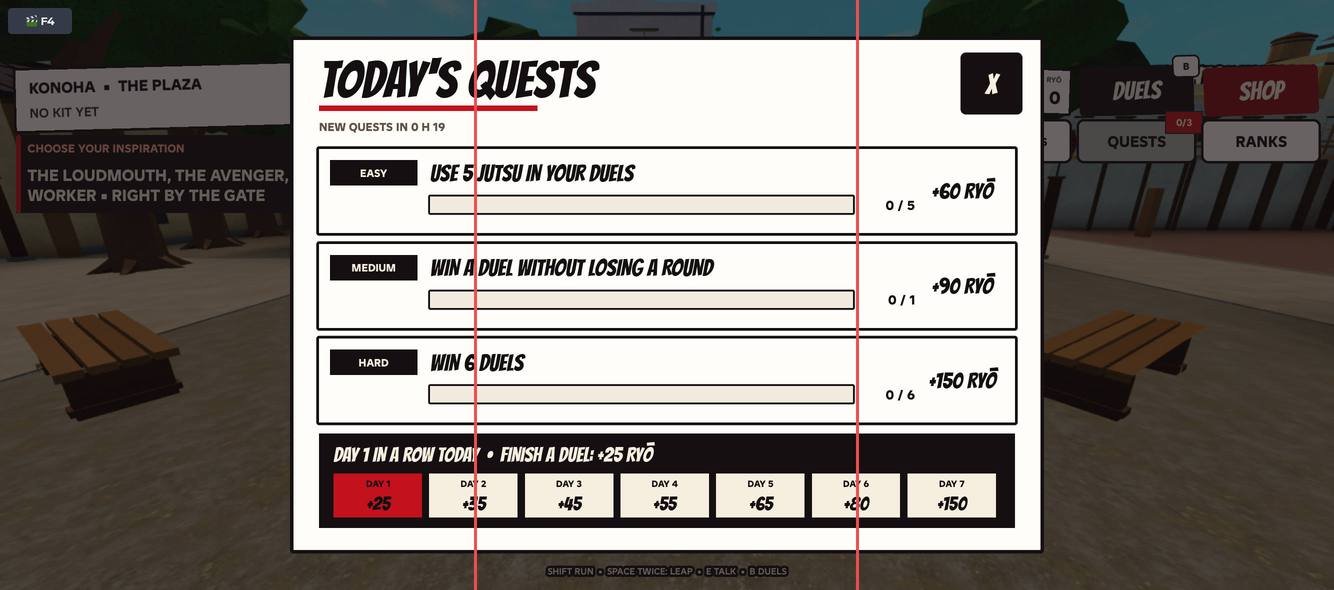 F4
KONOHA ▪ THE PLAZA
NO KIT YET
CHOOSE YOUR INSPIRATION
THE LOUDMOUTH, THE AVENGER,
WORKER ▪ RIGHT BY THE GATE
TODAY'S QUESTS
NEW QUESTS IN 0 H 19
X
EASY
USE 5 JUTSU IN YOUR DUELS
0 / 5
+60 RYŌ
MEDIUM
WIN A DUEL WITHOUT LOSING A ROUND
0 / 1
+90 RYŌ
HARD
WIN 6 DUELS
0 / 6
+150 RYŌ
DAY 1 IN A ROW TODAY • FINISH A DUEL: +25 RYŌ
DAY 1 DAY 2 DAY 3 DAY 4 DAY 5 DAY 6 DAY 7
+25 +35 +45 +55 +65 +80 +150
RYŌ
0
B
DUELS
SHOP
0/3
QUESTS
RANKS
SHIFT RUN • SPACE TWICE: LEAP • E TALK • B DUELS